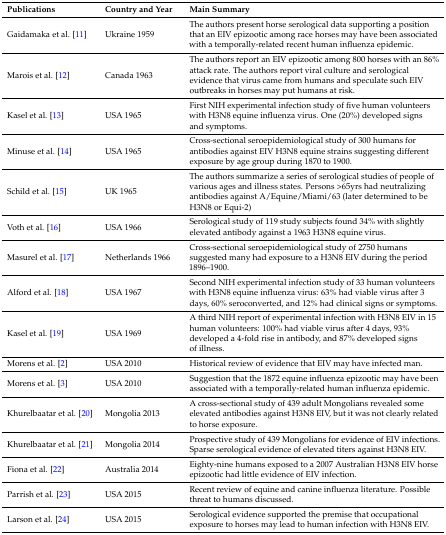 Publications Country and Year Main Summary
The authors present horse serological data supporting a position
Gaidamaka et al. [11] Ukraine 1959 that an EIV epizootic among race horses may have been associated
with a temporally-related recent human influenza epidemic.
The authors report an EIV epizootic among 800 horses with an 86%
attack rate. The authors report viral culture and serological
Marois et al. [12] Canada 1963 evidence that virus came from humans and speculate such EIV
outbreaks in horses may put humans at risk.
First NIH experimental infection study of five human volunteers
Kasel et al. [13] USA 1965 with H3N8 equine influenza virus. One (20%) developed signs
and symptoms.
Cross-sectional seroepidemiological study of 300 humans for
Minuse et al. [14] USA 1965 antibodies against EIV H3N8 equine strains suggesting different
exposure by age group during 1870 to 1900.
The authors summarize a series of serological studies of people of
various ages and illness states. Persons >65yrs had neutralizing
Schild et al. [15] UK 1965 antibodies against A/Equine/Miami/63 (later determined to be
H3N8 or Equi-2)
Voth et al. [16] USA 1966 Serological study of 119 study subjects found 34% with slightly
elevated antibody against a 1963 H3N8 equine virus.
Cross-sectional seroepidemiological study of 2750 humans
Masurel et al. [17] Netherlands 1966 suggested many had exposure to a H3N8 EIV during the period
1896–1900.
Second NIH experimental infection study of 33 human volunteers
Alford et al. [18] USA 1967 with H3N8 equine influenza virus: 63% had viable virus after 3
days, 60% seroconverted, and 12% had clinical signs or symptoms.
A third NIH report of experimental infection with H3N8 EIV in 15
human volunteers: 100% had viable virus after 4 days, 93%
Kasel et al. [19] USA 1969 developed a 4-fold rise in antibody, and 87% developed signs
of illness.
Morens et al. [2] USA 2010 Historical review of evidence that EIV may have infected man.
Morens et al. [3] USA 2010 Suggestion that the 1872 equine influenza epizootic may have been
associated with a temporally-related human influenza epidemic.
A cross-sectional study of 439 adult Mongolians revealed some
Khurelbaatar et al. [20] Mongolia 2013 elevated antibodies against H3N8 EIV, but it was not clearly related
to horse exposure.
Khurelbaatar et al. [21] Mongolia 2014 Prospective study of 439 Mongolians for evidence of EIV infections.
Sparse serological evidence of elevated titers against H3N8 EIV.
Fiona et al. [22] Australia 2014 Eighty-nine humans exposed to a 2007 Australian H3N8 EIV horse
epizootic had little evidence of EIV infection.
Parrish et al. [23] USA 2015 Recent review of equine and canine influenza literature. Possible
threat to humans discussed.
Larson et al. [24] USA 2015 Serological evidence supported the premise that occupational
exposure to horses may lead to human infection with H3N8 EIV.